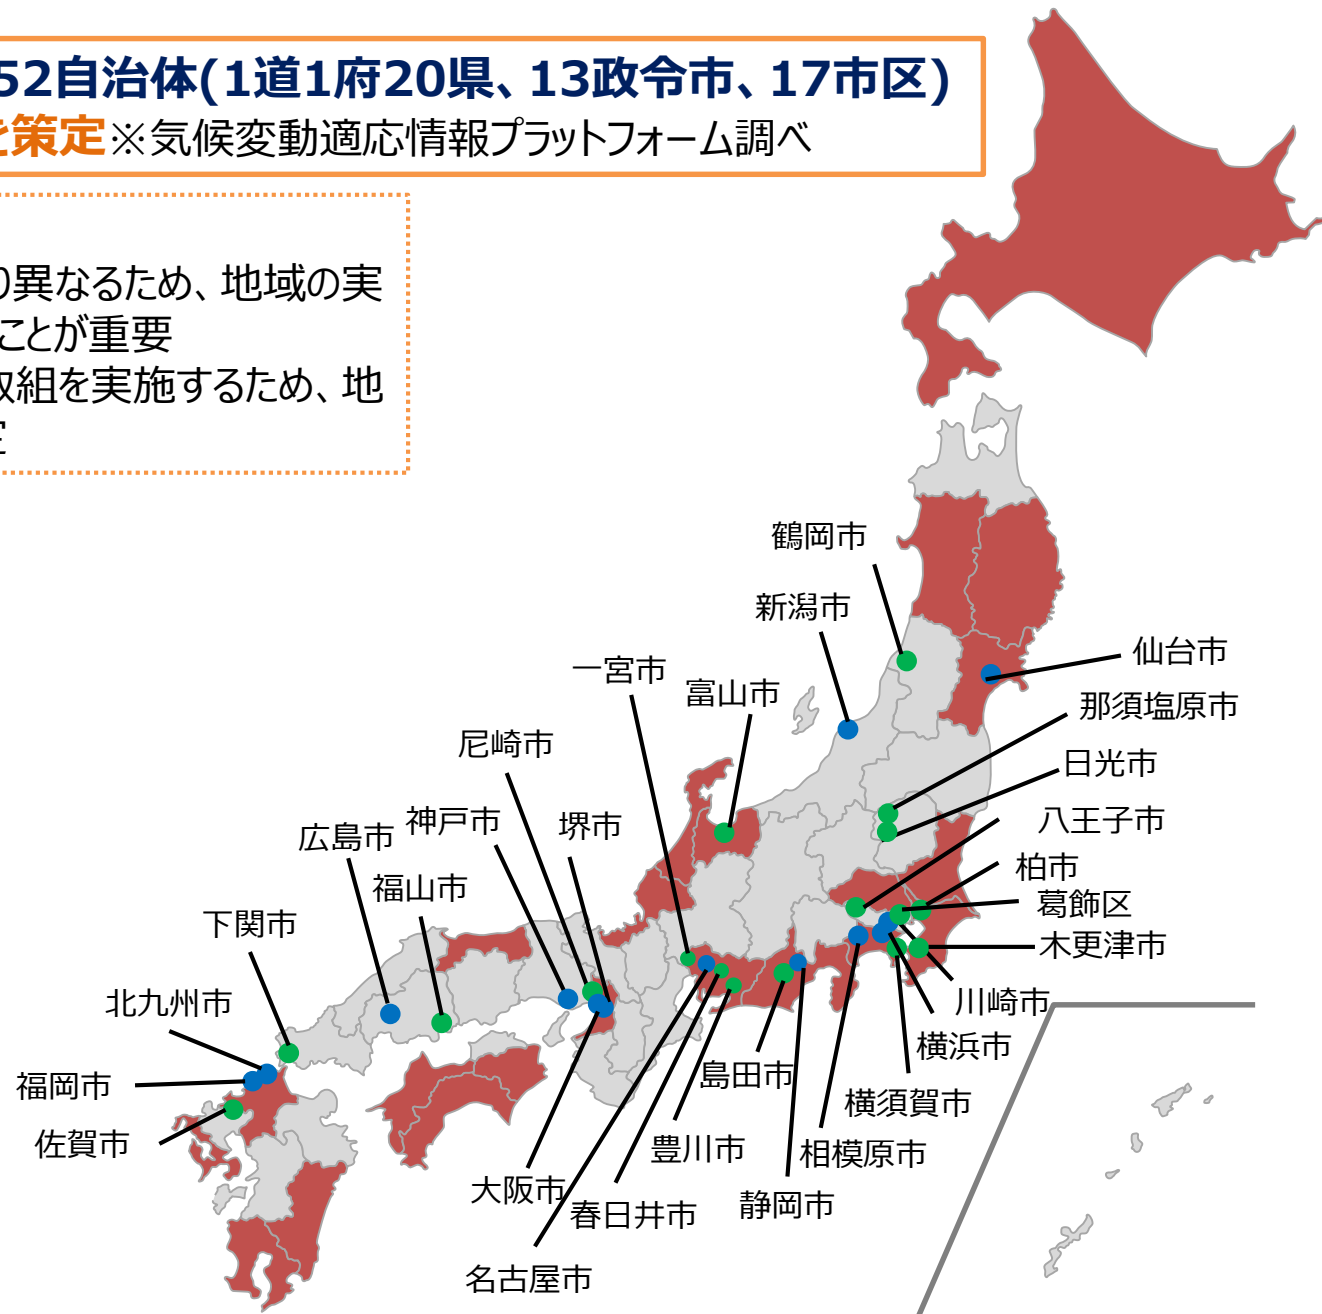 52自治体(1道1府20県、13政令市、17市区)
を策定※気候変動適応情報プラットフォーム調べ
り異なるため、地域の実
ことが重要
取組を実施するため、地
定
鶴岡市
新潟市
仙台市
一宮市
富山市
那須塩原市
尼崎市
日光市
神戸市
堺市
八王子市
広島市
柏市
福山市
葛飾区
下関市
木更津市
北九州市
川崎市
横浜市
福岡市
島田市
横須賀市
佐賀市
豊川市
相模原市
大阪市
静岡市
春日井市
名古屋市